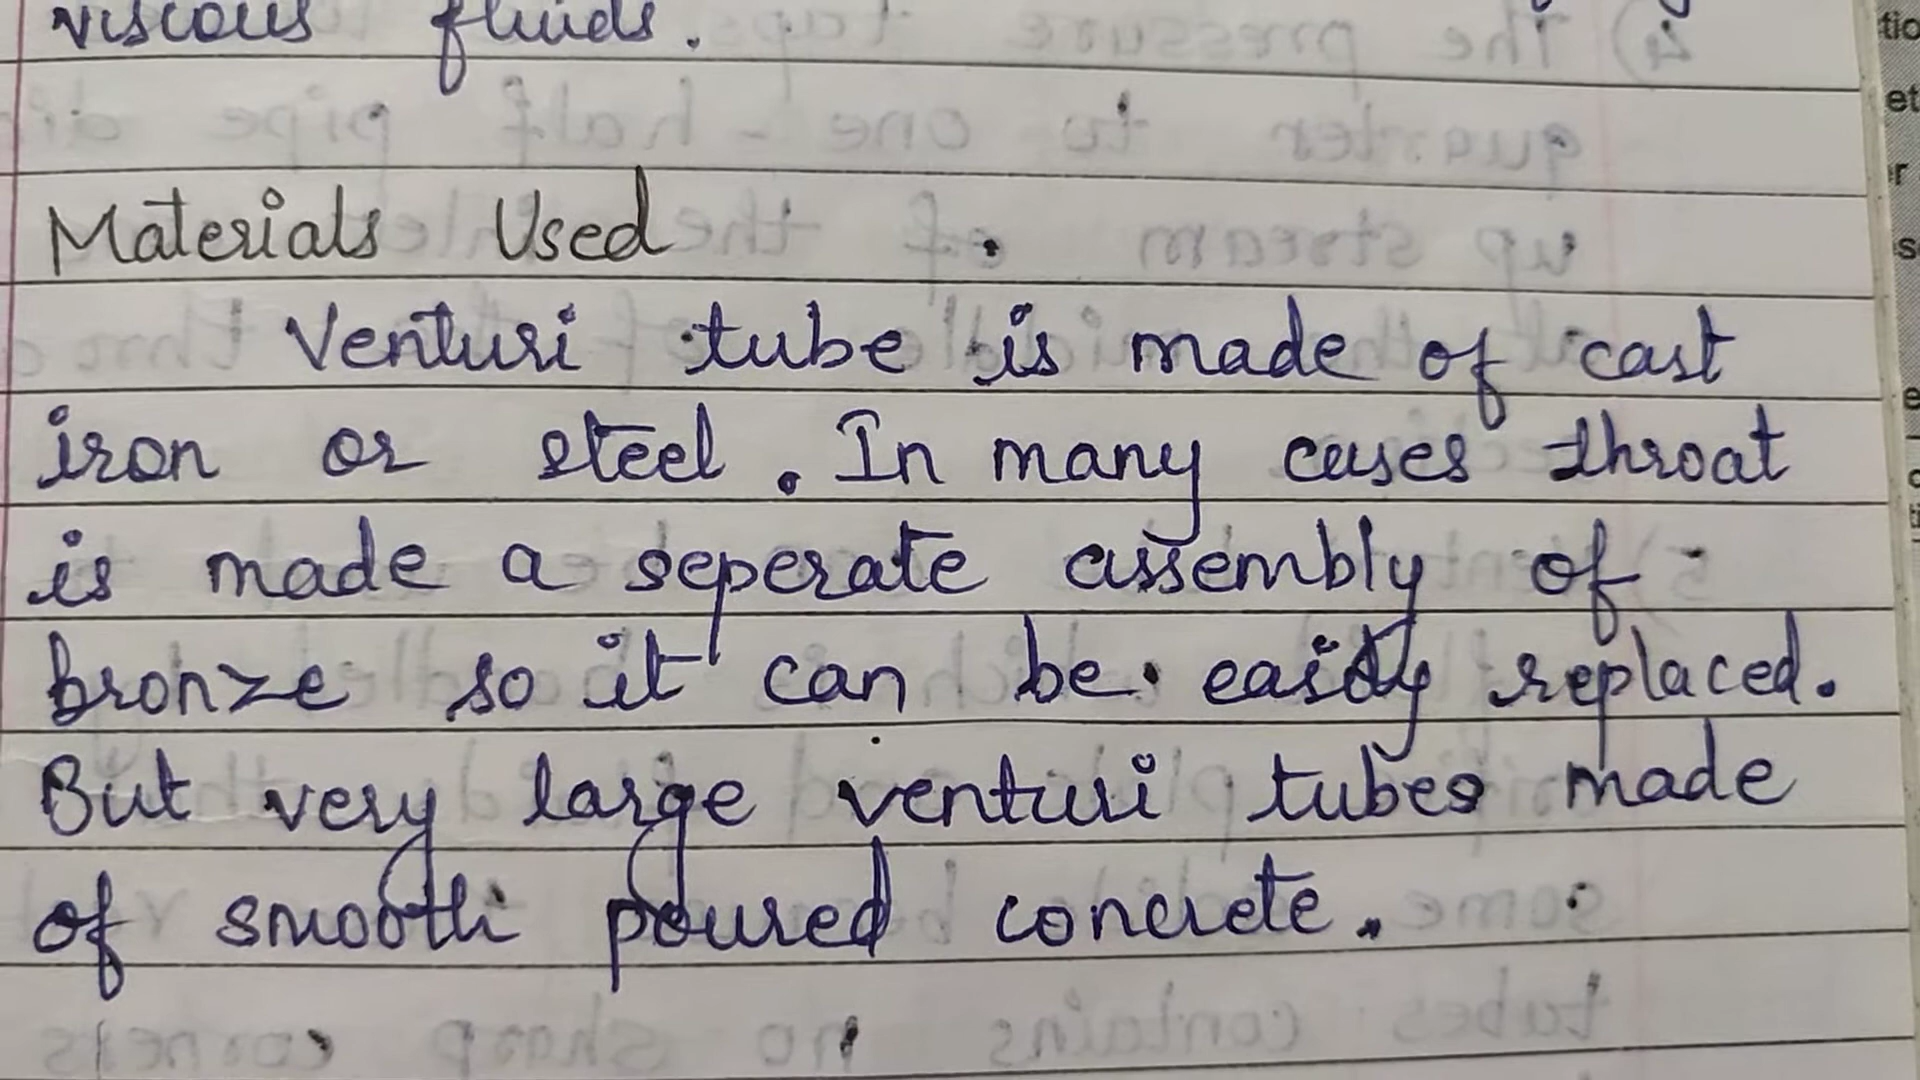 viscous fluids.
Materials Used
Venturi tube is made of cast
iron or steel. In many cases throat
is made a seperate assembly of
bronze so it can be easily replaced.
But very large venturi tubes made
of smooth poured concrete.